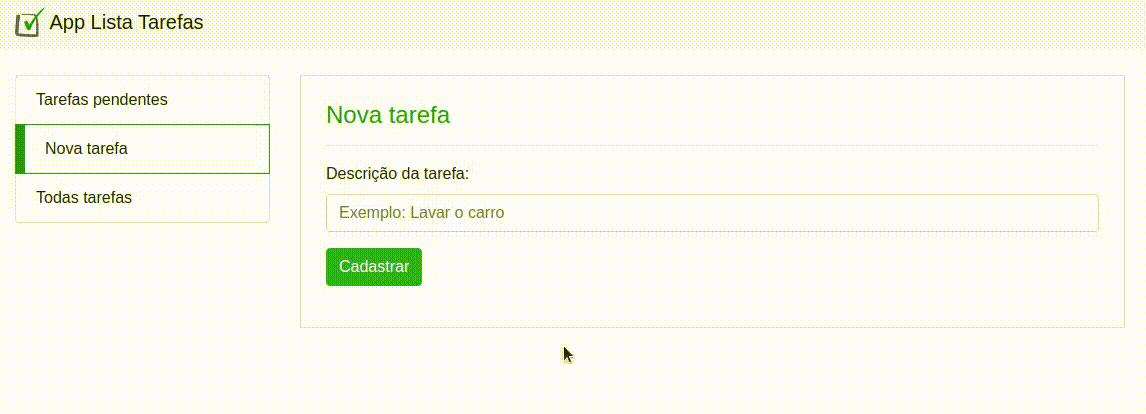 App Lista Tarefas
Tarefas pendentes
Nova tarefa
Todas tarefas
Nova tarefa
Descrição da tarefa:
Exemplo: Lavar o carro
Cadastrar